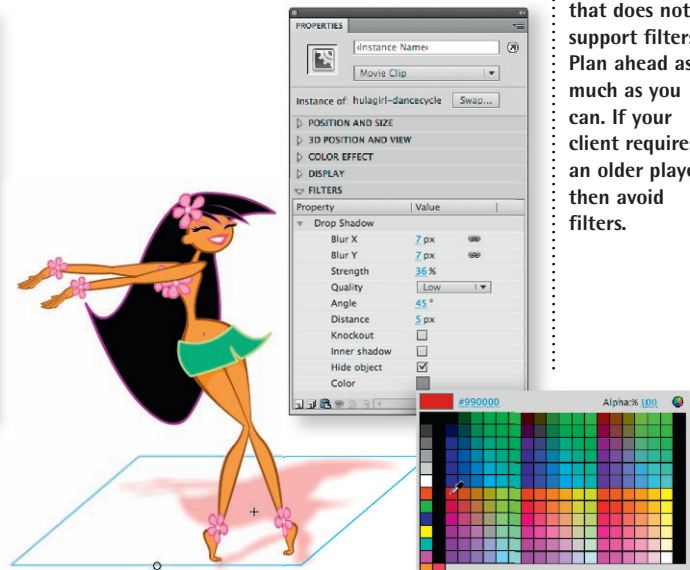 that does not
support filters
Plan ahead as
much as you
can. If your
client requires
an older playe
then avoid
filters.
PROPERTIES
<Instance Name>
Movie Clip
Instance of: hulagirl-dancecycle Swap...
POSITION AND SIZE
3D POSITION AND VIEW
COLOR EFFECT
DISPLAY
FILTERS
Property Value
Drop Shadow
Blur X 7 px
Blur Y 7 px
Strength 36 %
Quality Low
Angle 45 °
Distance 5 px
Knockout
Inner shadow
Hide object
Color
#990000 Alpha:% 100